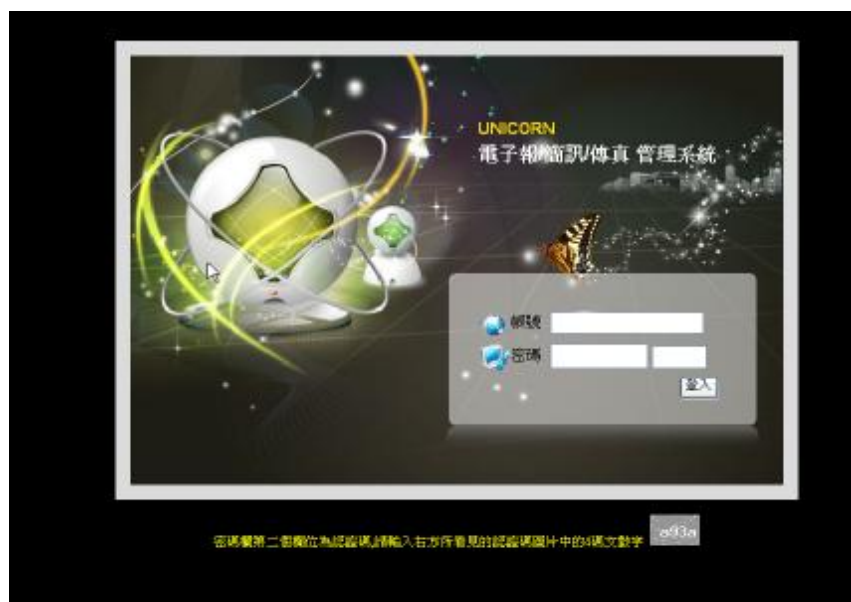 UNICORN
電子報/簡訊/傳真 管理系統
帳號
密碼
登入
密碼欄第二個欄位為認證碼,請輸入右方所看見的認證碼圖片中的4碼文數字 a93a